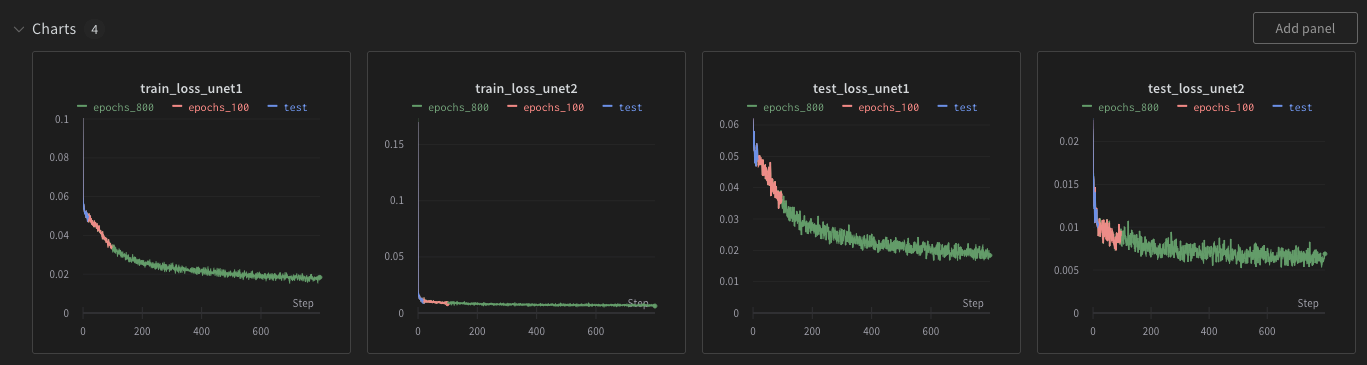 Charts 4
Add panel
train_loss_unet1
epochs_800 epochs_100 test
0.1
0.08
0.06
0.04
0.02
0
Step
0 200 400 600
train_loss_unet2
epochs_800 epochs_100 test
0.15
0.1
0.05
0
Step
0 200 400 600
test_loss_unet1
epochs_800 epochs_100 test
0.06
0.05
0.04
0.03
0.02
0.01
0
Step
0 200 400 600
test_loss_unet2
epochs_800 epochs_100 test
0.02
0.015
0.01
0.005
0
Step
0 200 400 600